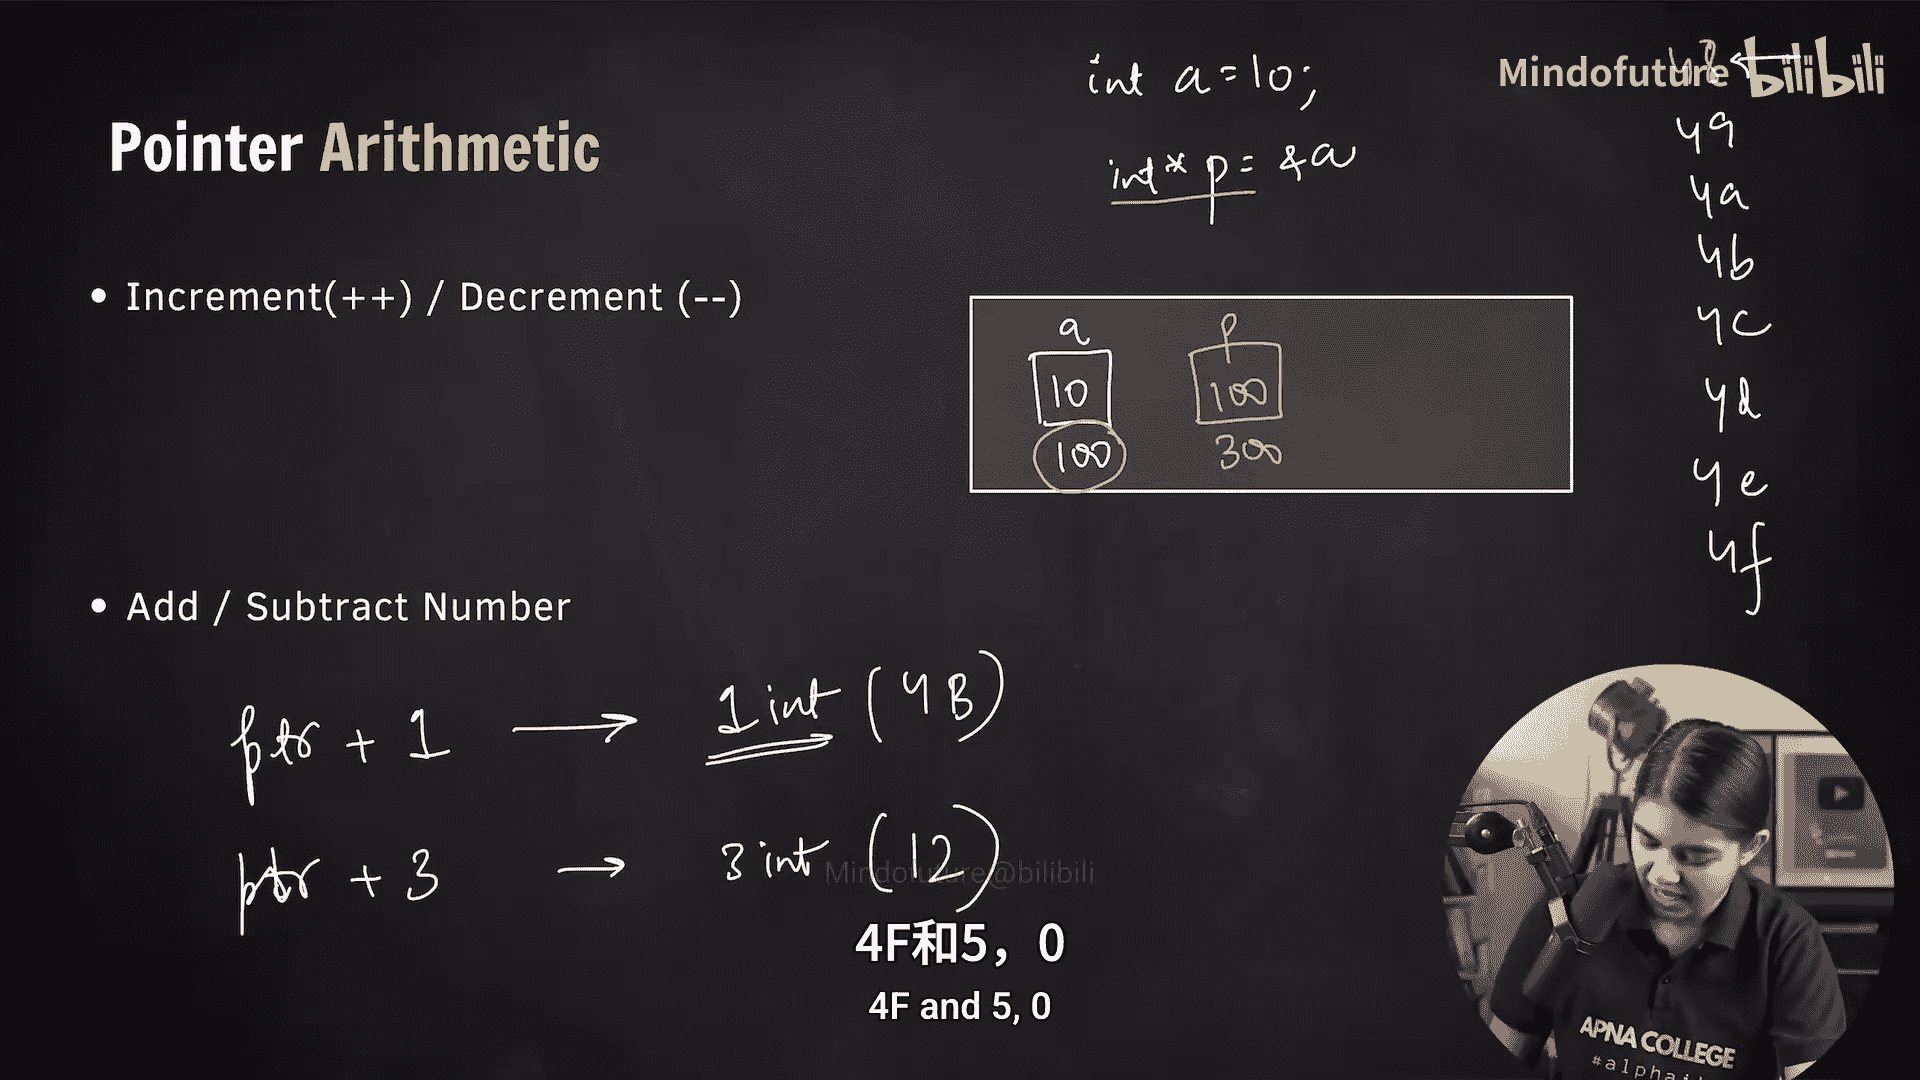 int a = 10;
Mindofuture bilibili
48
Pointer Arithmetic
49
int* p = &a
4a
4b
Increment(++) / Decrement (--)
4c
a p
10 100
100 300
4d
4e
4f
Add / Subtract Number
ptr + 1 → 1 int (4B)
ptr + 3 → 3 int (12)
Mindofuture@bilibili
4F和5，0
4F and 5, 0
APNA COLLEGE